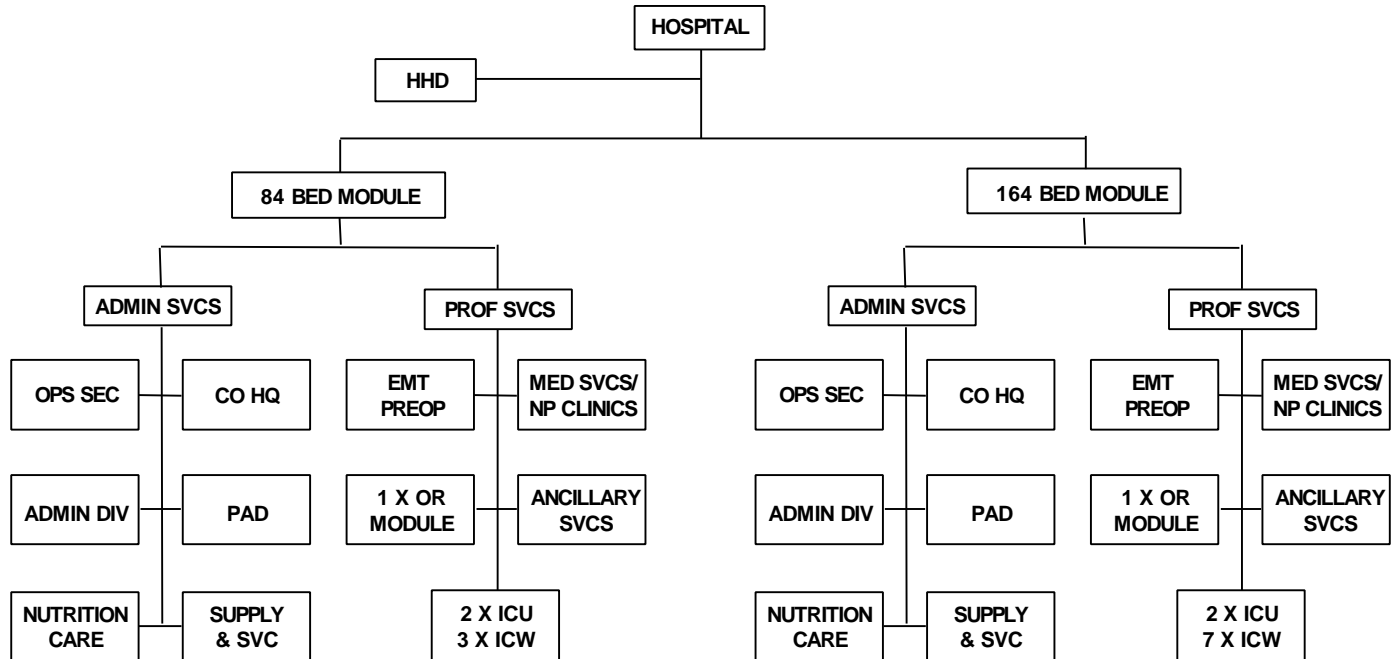 HOSPITAL
HHD
84 BED MODULE
164 BED MODULE
ADMIN SVCS
PROF SVCS
ADMIN SVCS
PROF SVCS
OPS SEC
CO HQ
EMT
PREOP
MED SVCS/
NP CLINICS
OPS SEC
CO HQ
EMT
PREOP
MED SVCS/
NP CLINICS
ADMIN DIV
PAD
1 X OR
MODULE
ANCILLARY
SVCS
ADMIN DIV
PAD
1 X OR
MODULE
ANCILLARY
SVCS
NUTRITION
CARE
SUPPLY
& SVC
2 X ICU
3 X ICW
NUTRITION
CARE
SUPPLY
& SVC
2 X ICU
7 X ICW